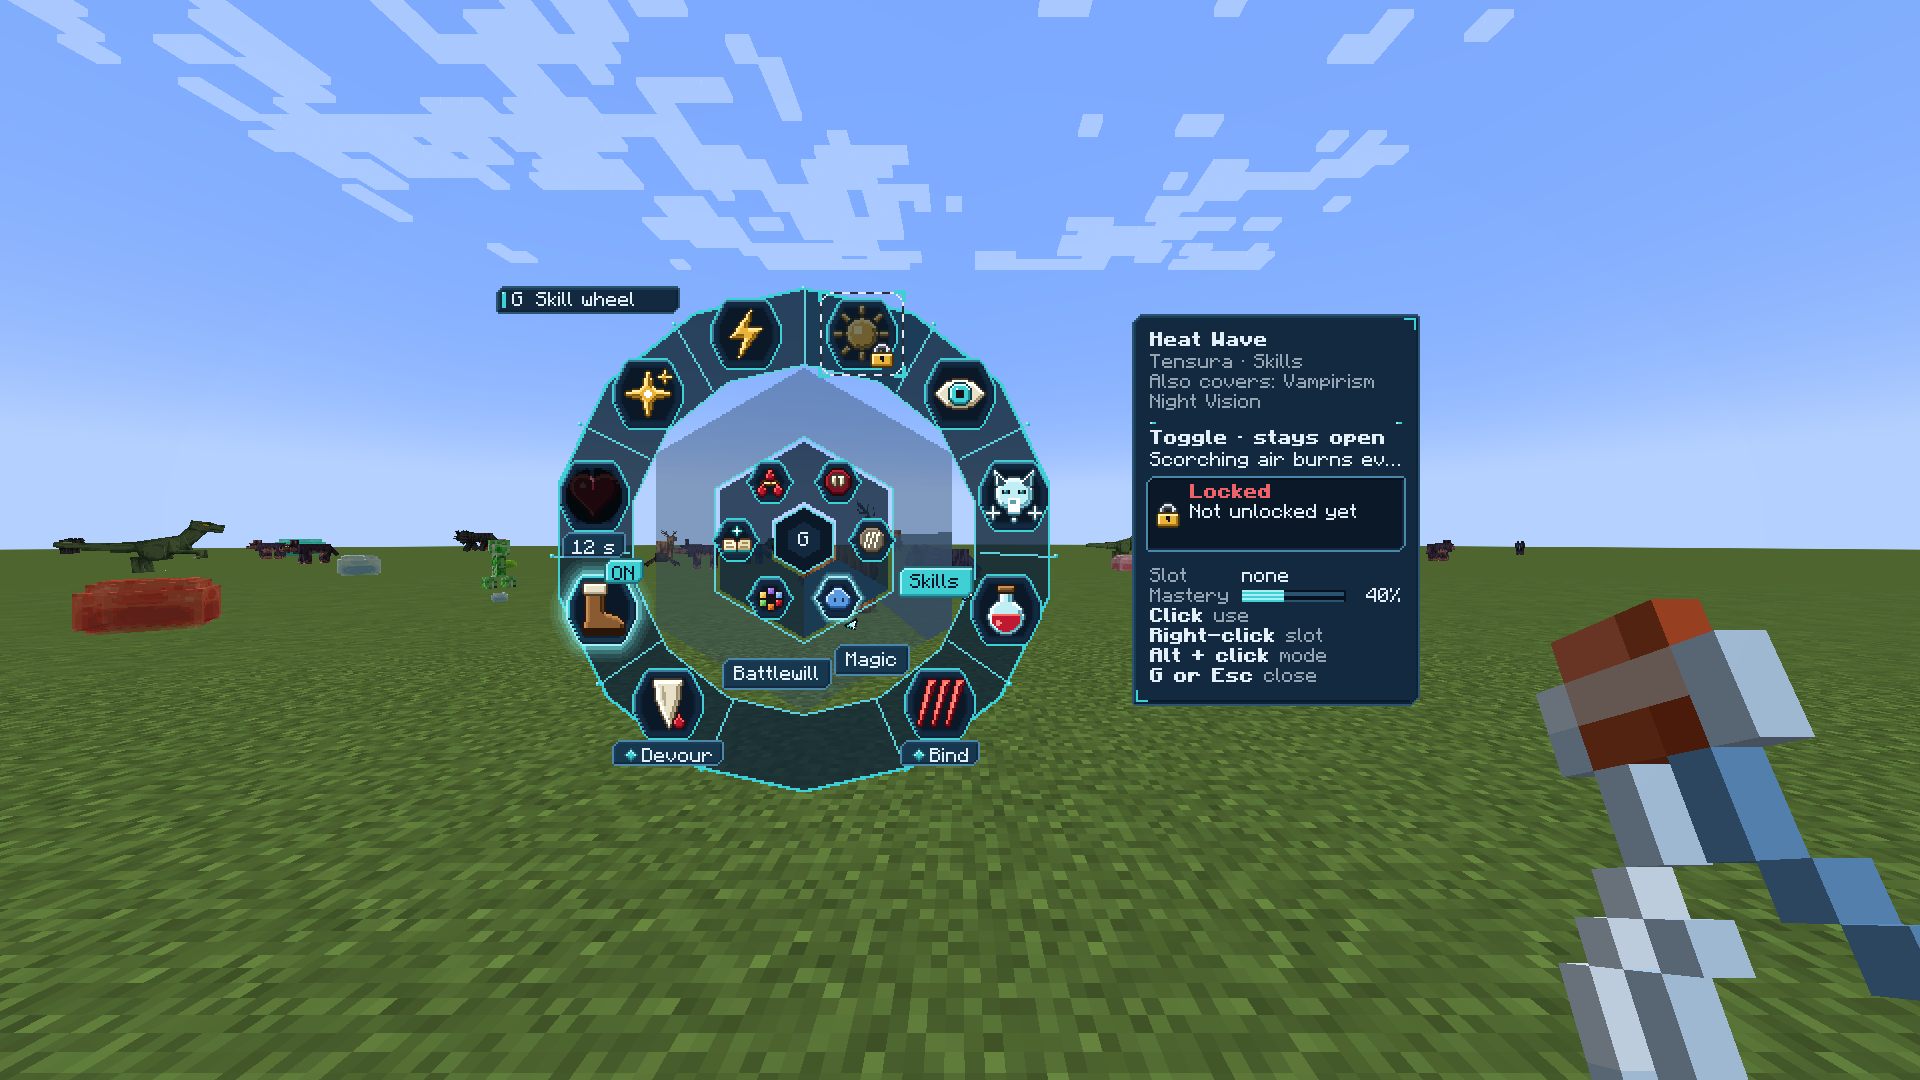 G Skill wheel
12 s
ON
G
Skills
Magic
Battlewill
Devour
Bind
Heat Wave
Tensura · Skills
Also covers: Vampirism
Night Vision
Toggle · stays open
Scorching air burns ev...
Locked
Not unlocked yet
Slot none
Mastery 40%
Click use
Right-click slot
Alt + click mode
G or Esc close